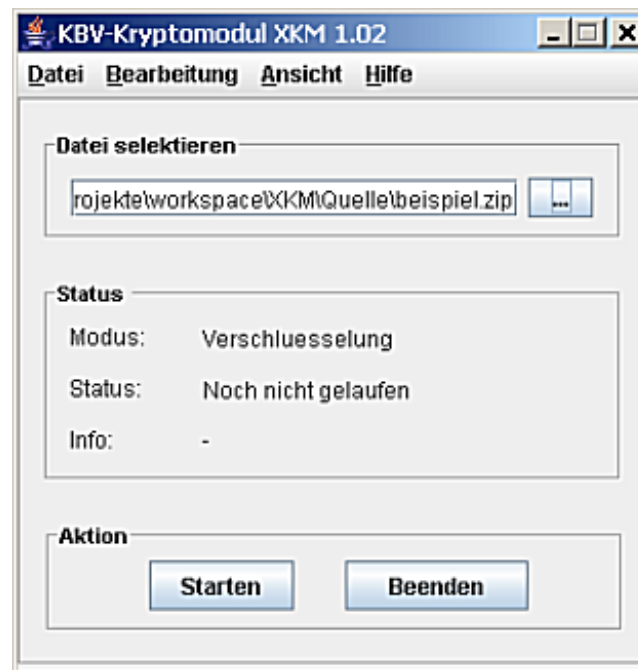 KBV-Kryptomodul XKM 1.02
Datei Bearbeitung Ansicht Hilfe
Datei selektieren
rojekte\workspace\XKM\Quelle\beispiel.zip ...
Status
Modus: Verschluesselung
Status: Noch nicht gelaufen
Info: -
Aktion
Starten Beenden